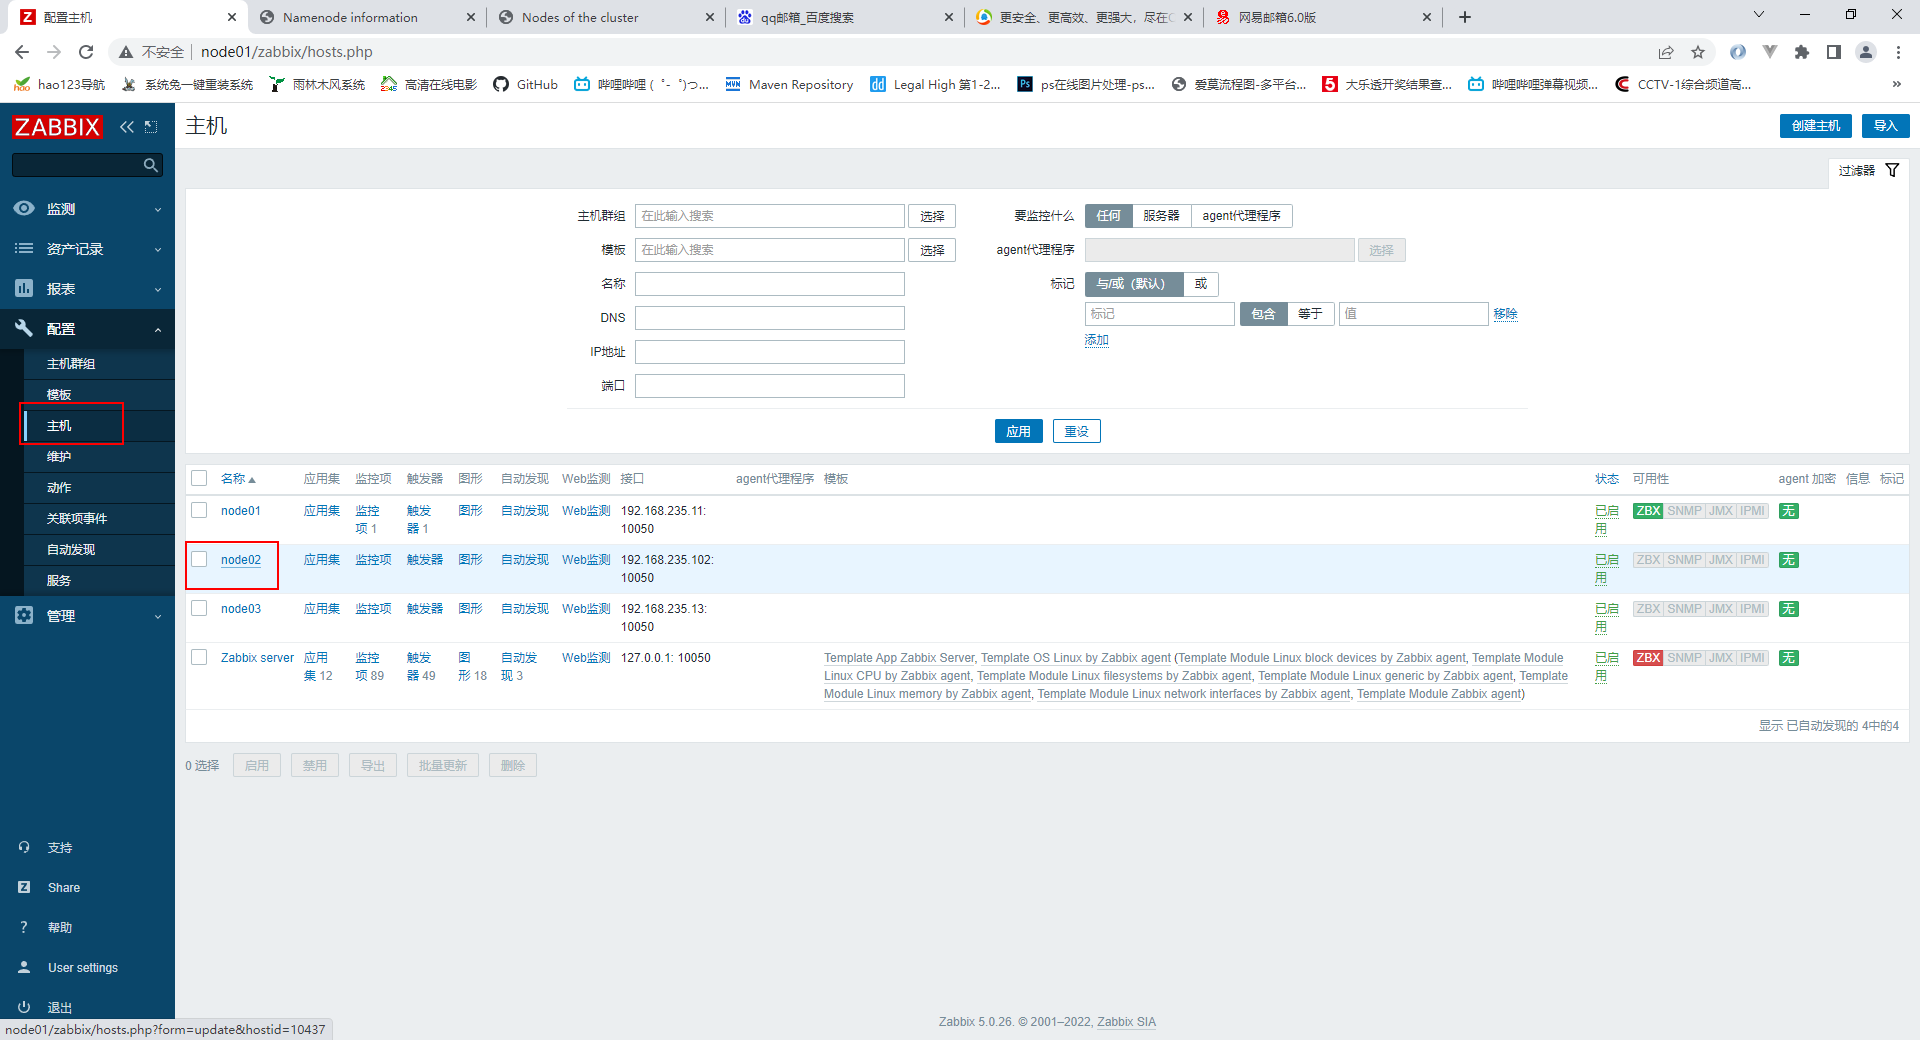 配置主机
Namenode information
Nodes of the cluster
qq邮箱_百度搜索
更安全、更高效、更强大，尽在
网易邮箱6.0版
不安全 node01/zabbix/hosts.php
hao123导航 系统兔一键重装系统 雨林木风系统 高清在线电影 GitHub 哔哩哔哩 (゜-゜)つ... Maven Repository Legal High 第1-2... ps在线图片处理-ps... 爱莫流程图-多平台... 大乐透开奖结果查... 哔哩哔哩弹幕视频... CCTV-1综合频道高...
ZABBIX
监测
资产记录
报表
配置
主机群组
模板
主机
维护
动作
关联项事件
自动发现
服务
管理
支持
Share
帮助
User settings
退出
node01/zabbix/hosts.php?form=update&hostid=10437
主机
创建主机 导入
过滤器
主机群组 在此输入搜索 选择
模板 在此输入搜索 选择
名称
DNS
IP地址
端口
要监控什么 任何 服务器 agent代理程序
agent代理程序 选择
标记 与/或（默认） 或
标记 包含 等于 值 移除
添加
应用 重设
名称 应用集 监控项 触发器 图形 自动发现 Web监测 接口 agent代理程序 模板 状态 可用性 agent 加密 信息 标记
node01 应用集 监控 触发 图形 自动发现 Web监测 192.168.235.11: 已启 ZBX SNMP JMX IPMI 无
项 1 器 1 10050 用
node02 应用集 监控项 触发器 图形 自动发现 Web监测 192.168.235.102: 已启 ZBX SNMP JMX IPMI 无
10050 用
node03 应用集 监控项 触发器 图形 自动发现 Web监测 192.168.235.13: 已启 ZBX SNMP JMX IPMI 无
10050 用
Zabbix server 应用 监控 触发 图 自动发 Web监测 127.0.0.1: 10050 Template App Zabbix Server, Template OS Linux by Zabbix agent (Template Module Linux block devices by Zabbix agent, Template Module 已启 ZBX SNMP JMX IPMI 无
集 12 项 89 器 49 形 18 现 3 Linux CPU by Zabbix agent, Template Module Linux filesystems by Zabbix agent, Template Module Linux generic by Zabbix agent, Template 用
Module Linux memory by Zabbix agent, Template Module Linux network interfaces by Zabbix agent, Template Module Zabbix agent)
显示 已自动发现的 4中的4
0 选择 启用 禁用 导出 批量更新 删除
Zabbix 5.0.26. © 2001–2022, Zabbix SIA